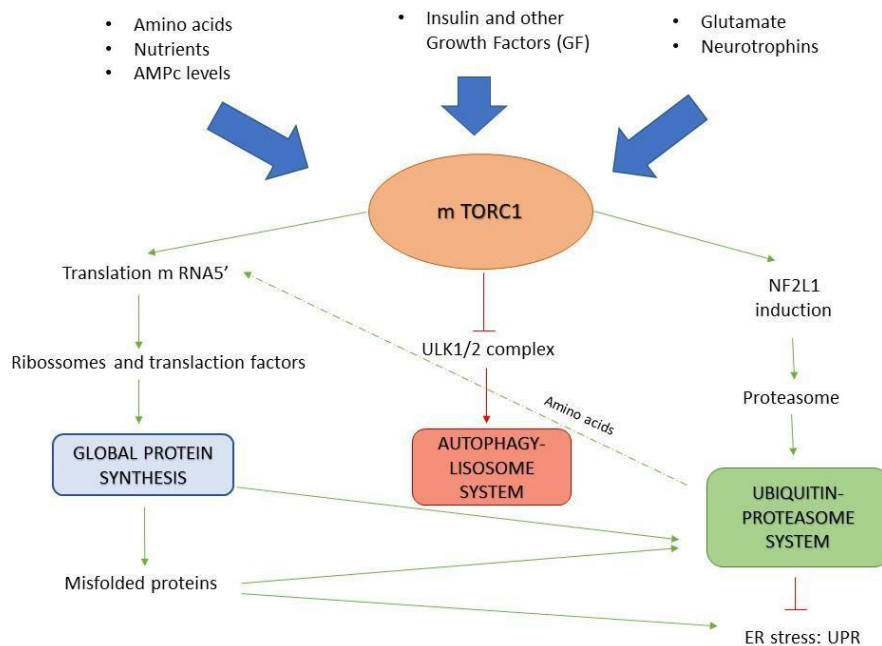 • Amino acids
• Nutrients
• AMPc levels
• Insulin and other
Growth Factors (GF)
• Glutamate
• Neurotrophins
m TORC1
Translation m RNA5’
NF2L1
induction
ULK1/2 complex
Ribossomes and translaction factors
Amino acids
Proteasome
GLOBAL PROTEIN
SYNTHESIS
AUTOPHAGY-
LISOSOME
SYSTEM
UBIQUITIN-
PROTEASOME
SYSTEM
Misfolded proteins
ER stress: UPR